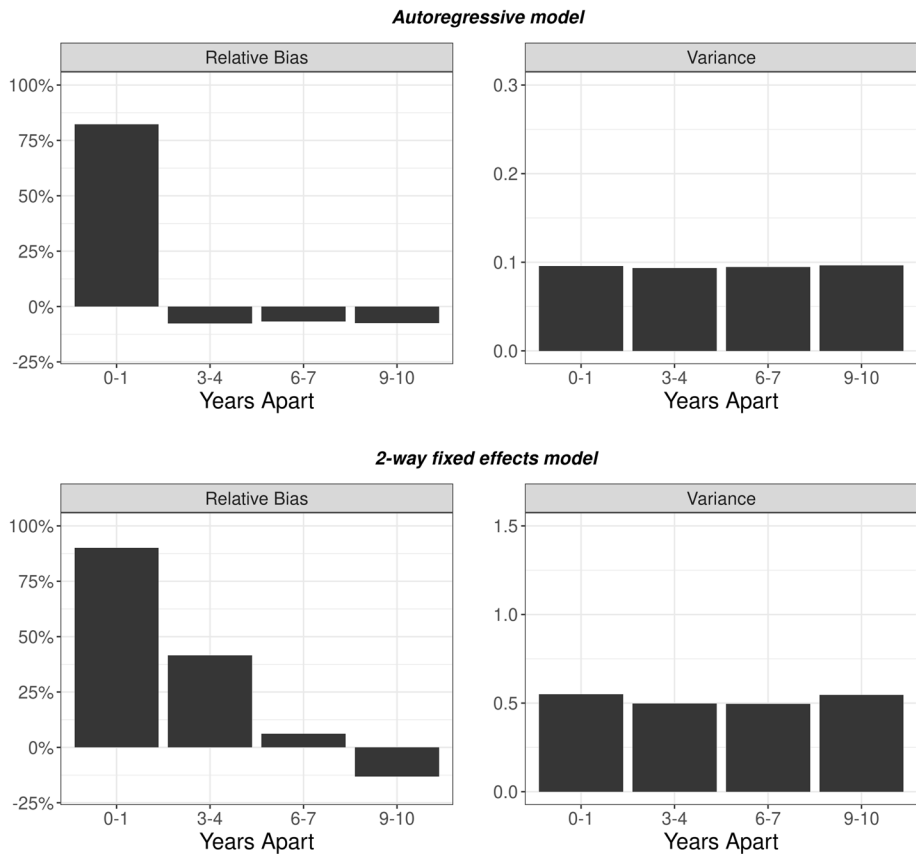 Autoregressive model
Relative Bias
100%
75%
50%
25%
0%
-25%
0-1 3-4 6-7 9-10
Years Apart
Variance
0.3
0.2
0.1
0.0
0-1 3-4 6-7 9-10
Years Apart
2-way fixed effects model
Relative Bias
100%
75%
50%
25%
0%
-25%
0-1 3-4 6-7 9-10
Years Apart
Variance
1.5
1.0
0.5
0.0
0-1 3-4 6-7 9-10
Years Apart